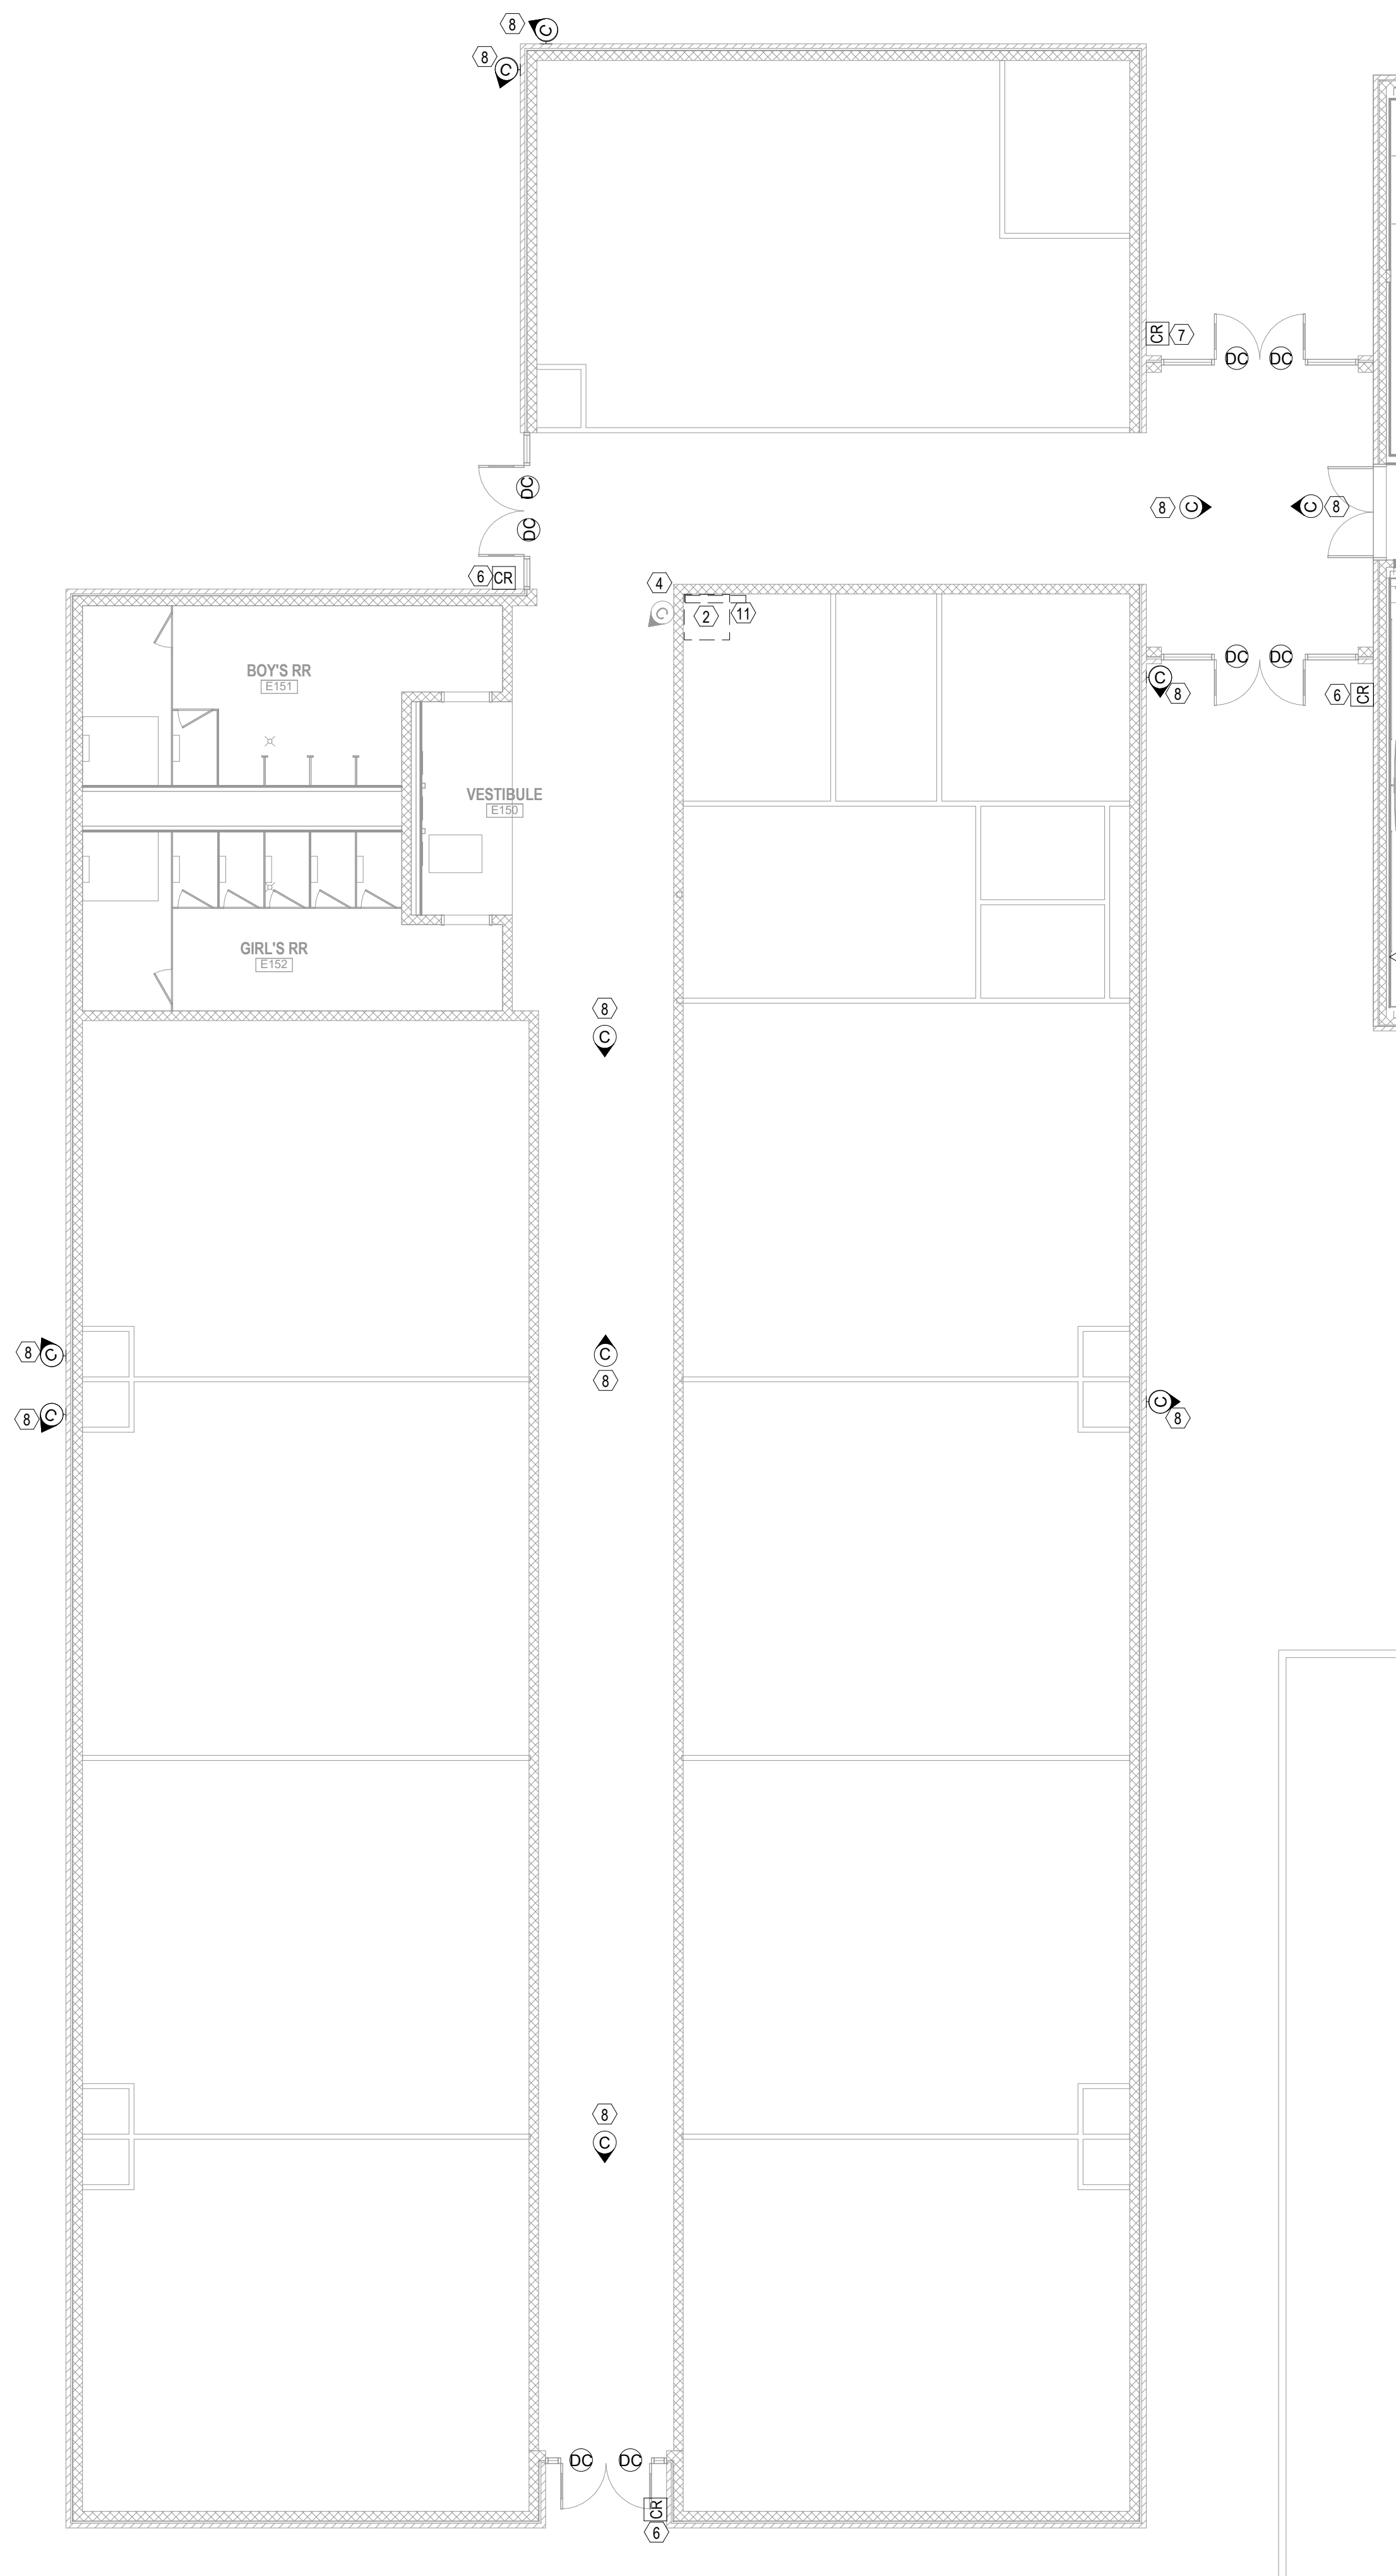 8 C
8 C
CR 7
DC DC
DC
DC
8 C C 8
6 CR
4
C 2 11
DC DC
BOY'S RR
E151
C
8
6 CR
VESTIBULE
E150
GIRL'S RR
E152
8
C
8 C
C
8
8 C
C
8
8
C
DC DC
CR
6